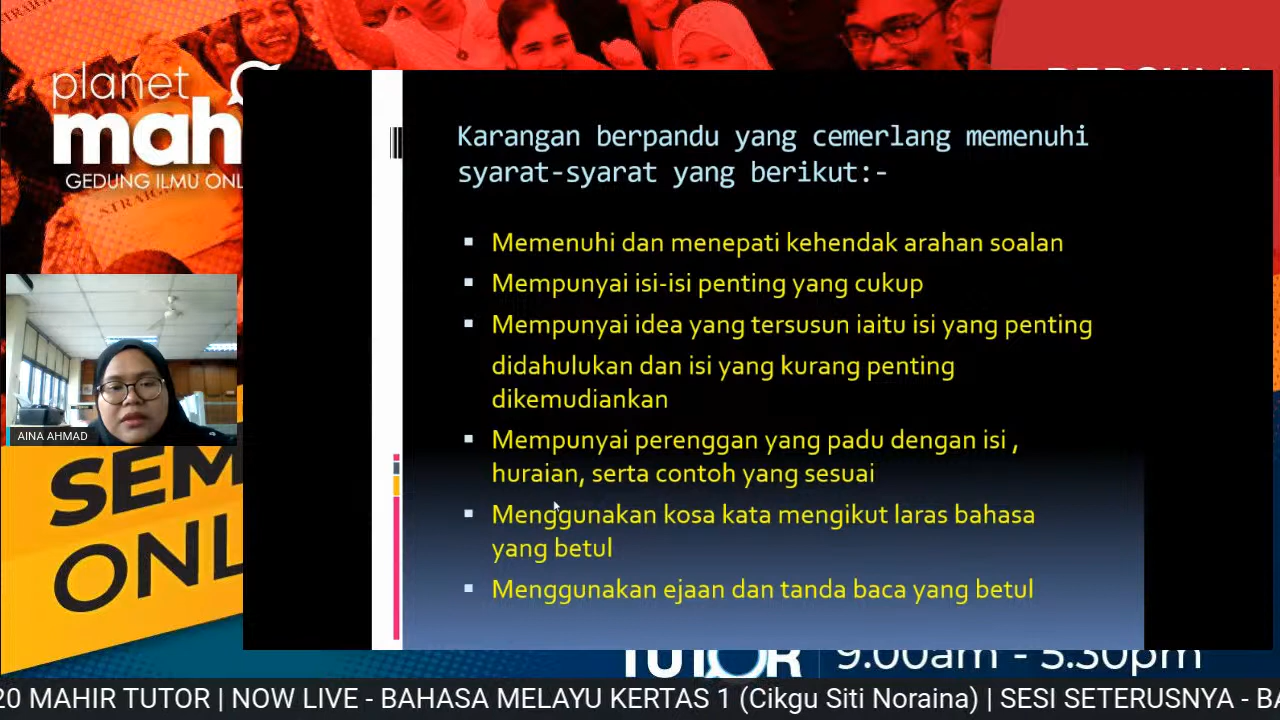 planet
mah
GEDUNG ILMU ONL
Karangan berpandu yang cemerlang memenuhi
syarat-syarat yang berikut:-
▪ Memenuhi dan menepati kehendak arahan soalan
▪ Mempunyai isi-isi penting yang cukup
▪ Mempunyai idea yang tersusun iaitu isi yang penting
didahulukan dan isi yang kurang penting
dikemudiankan
▪ Mempunyai perenggan yang padu dengan isi ,
huraian, serta contoh yang sesuai
▪ Menggunakan kosa kata mengikut laras bahasa
yang betul
▪ Menggunakan ejaan dan tanda baca yang betul
AINA AHMAD
SEM
ONL
TUTOR | 9.00am - 5.30pm
20 MAHIR TUTOR | NOW LIVE - BAHASA MELAYU KERTAS 1 (Cikgu Siti Noraina) | SESI SETERUSNYA - BA